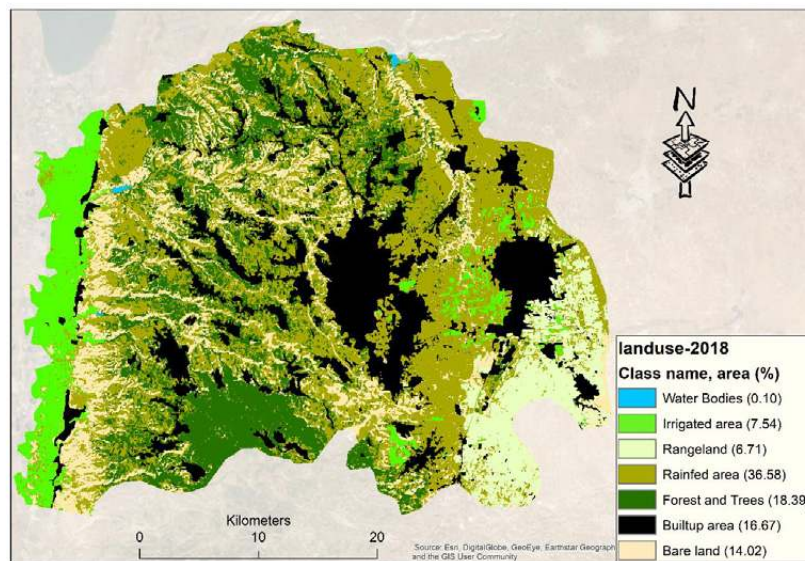 N
landuse-2018
Class name, area (%)
Water Bodies (0.10)
Irrigated area (7.54)
Rangeland (6.71)
Rainfed area (36.58)
Forest and Trees (18.39
Builtup area (16.67)
Bare land (14.02)
Kilometers
0 10 20
Source: Esri, DigitalGlobe, GeoEye, Earthstar Geograph
and the GIS User Community